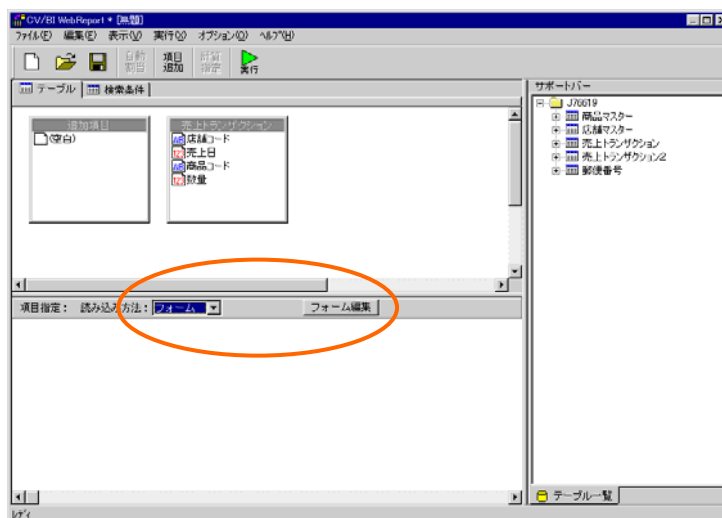 CV/BI WebReport * [無題]
ファイル(F) 編集(E) 表示(V) 実行(X) オプション(O) ヘルプ(H)
自動割当 項目追加 計算指定 実行
テーブル 検索条件
追加項目
(空白)
売上トランザクション
店舗コード
売上日
商品コード
数量
項目指定： 読み込み方法： フォーム フォーム編集
サポートバー
J76619
商品マスター
店舗マスター
売上トランザクション
売上トランザクション2
郵便番号
テーブル一覧
レディ